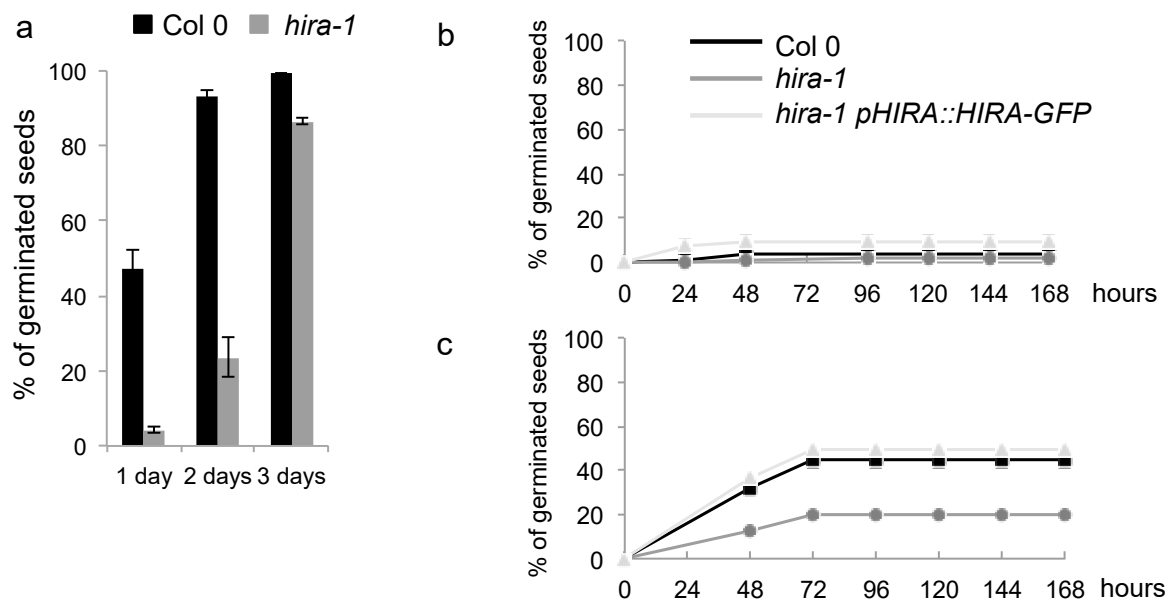 a
Col 0 hira-1
% of germinated seeds
100
80
60
40
20
0
1 day 2 days 3 days
b
Col 0
hira-1
hira-1 pHIRA::HIRA-GFP
% of germinated seeds
100
80
60
40
20
0
0 24 48 72 96 120 144 168 hours
c
% of germinated seeds
100
80
60
40
20
0
0 24 48 72 96 120 144 168 hours